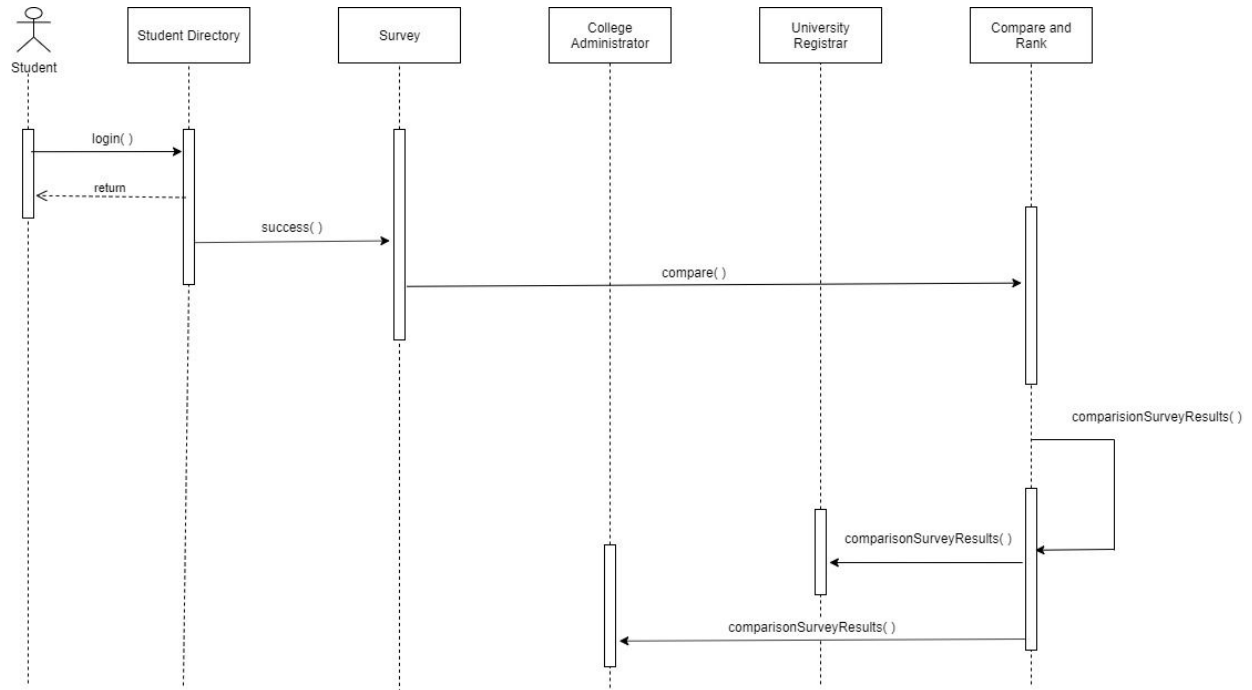 Student
Student Directory
Survey
College
Administrator
University
Registrar
Compare and
Rank
login( )
return
success( )
compare( )
comparisionSurveyResults( )
comparisonSurveyResults( )
comparisonSurveyResults( )